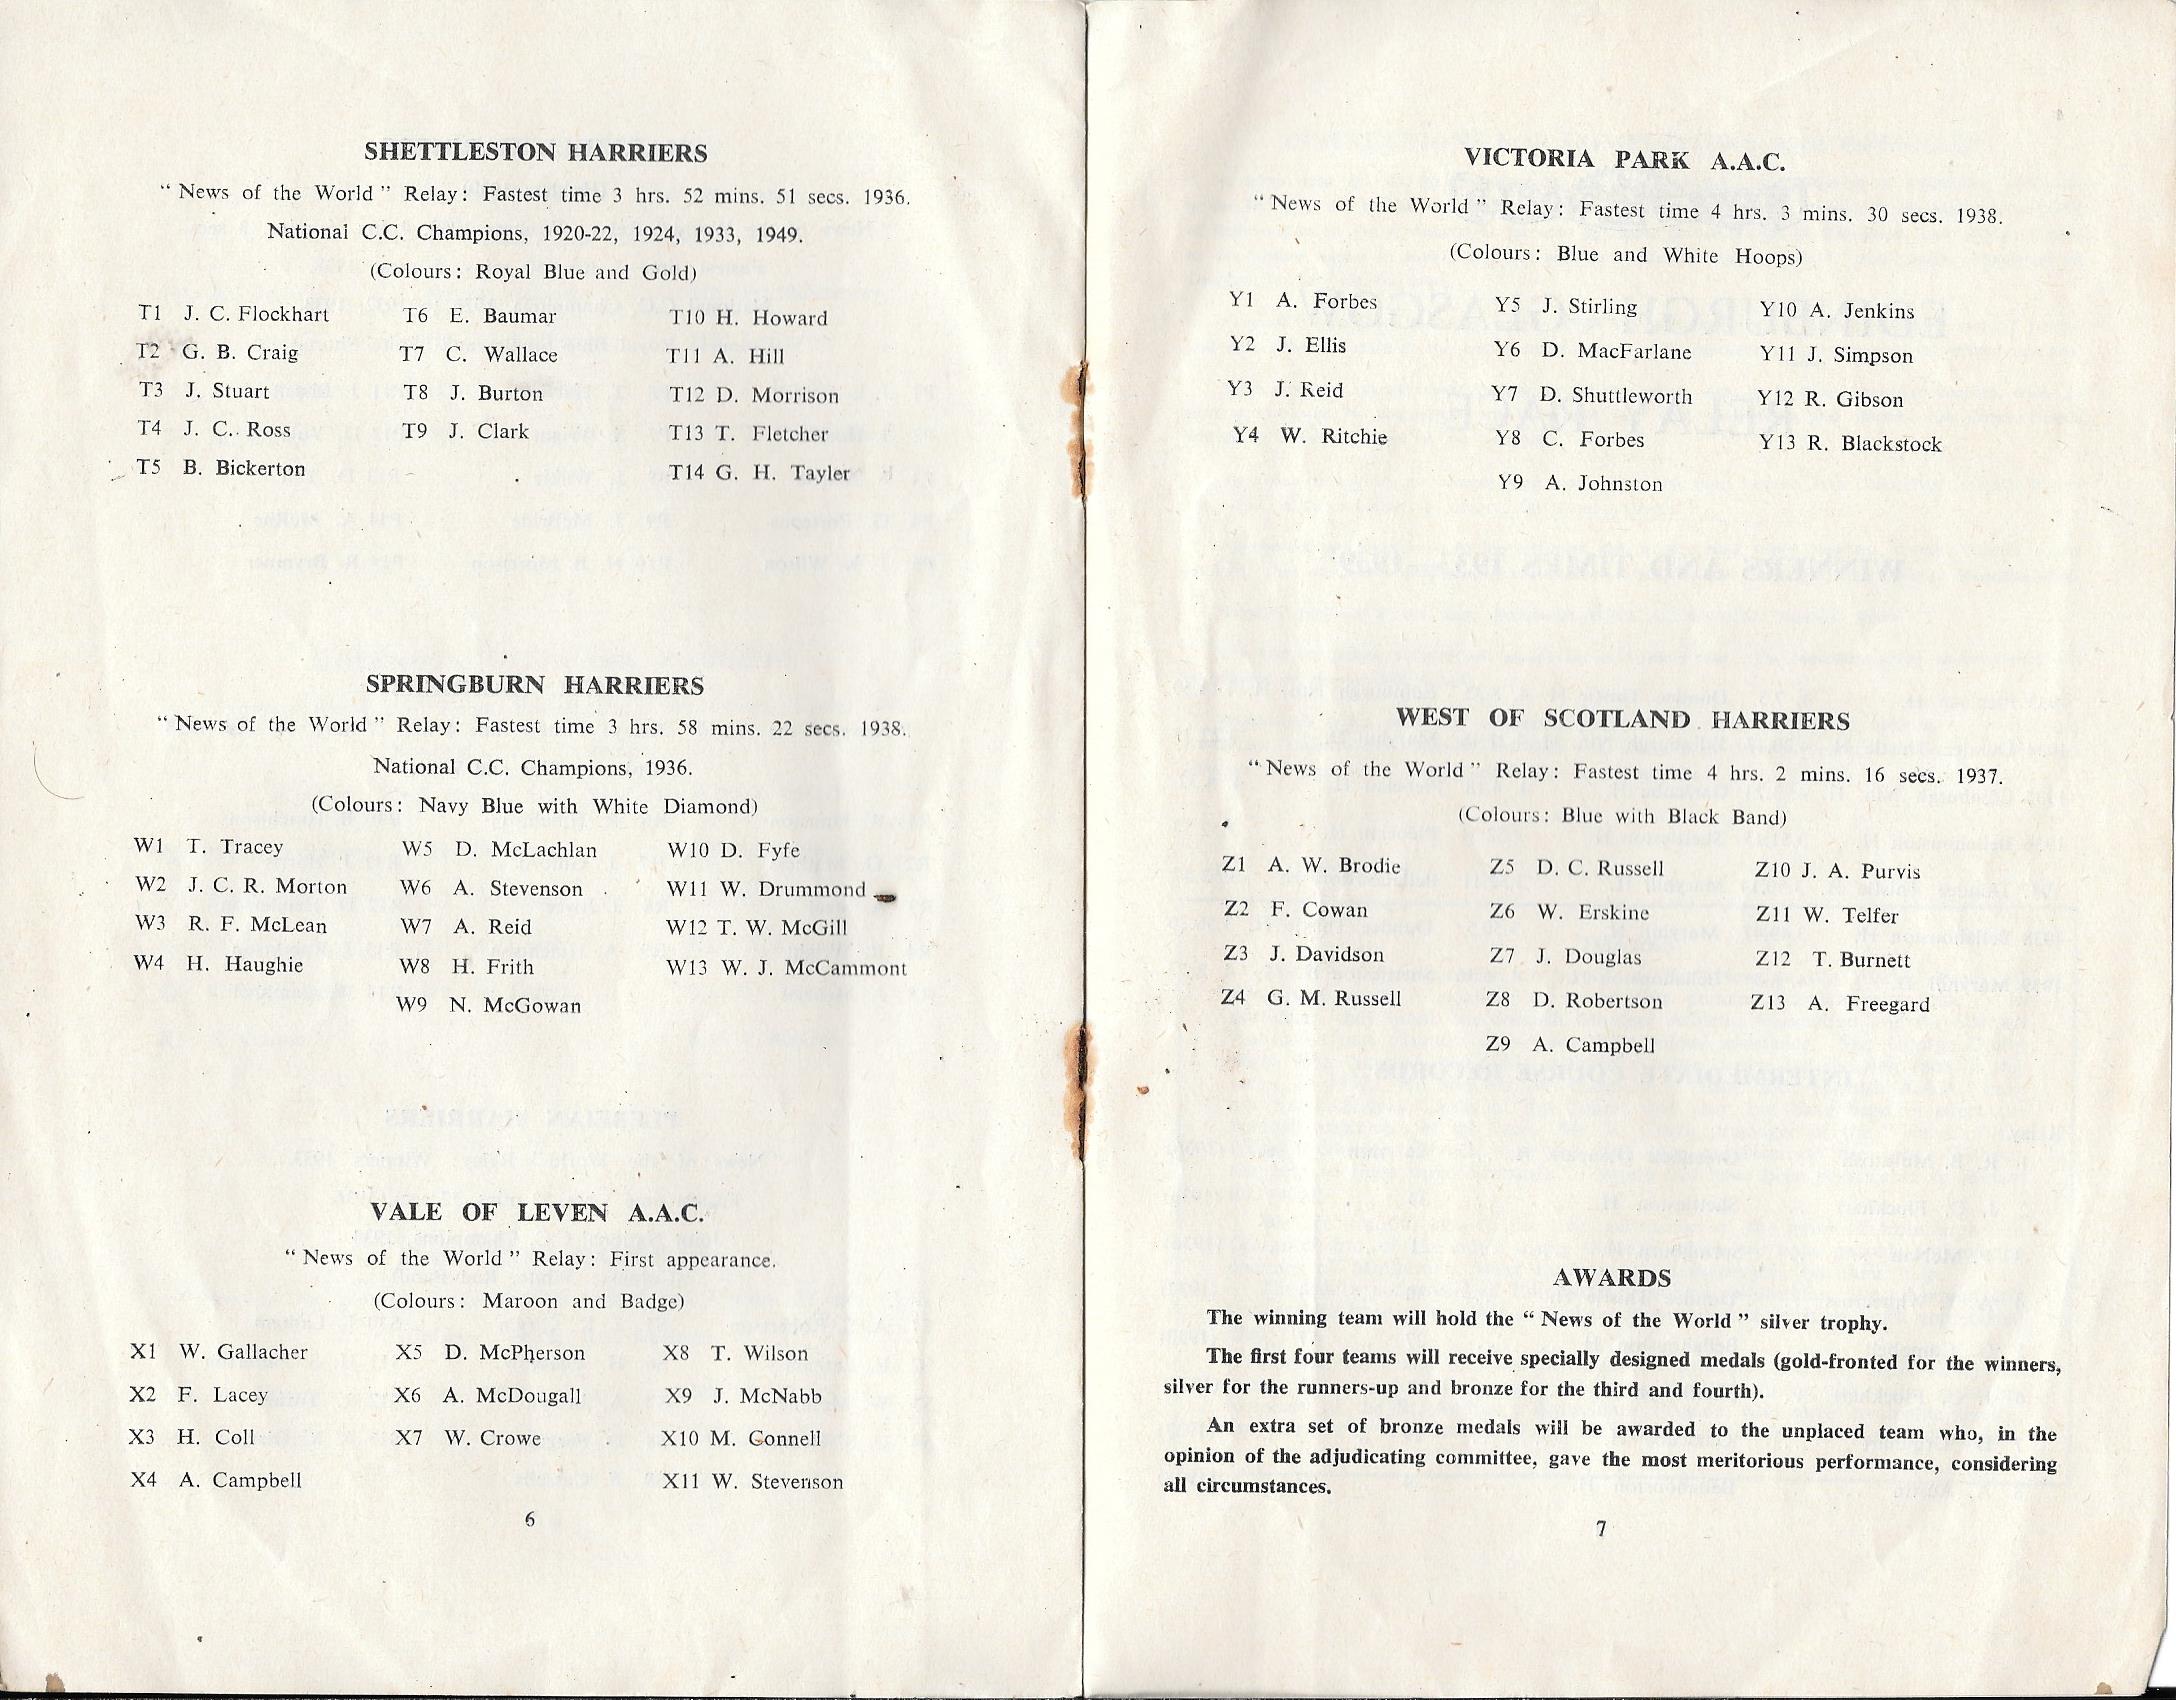 SHETTLESTON HARRIERS
“ News of the World ” Relay : Fastest time 3 hrs. 52 mins. 51 secs. 1936.
National C.C. Champions, 1920-22, 1924, 1933, 1949.
(Colours : Royal Blue and Gold)
T1 J. C. Flockhart T6 E. Baumar T10 H. Howard
T2 G. B. Craig T7 C. Wallace T11 A. Hill
T3 J. Stuart T8 J. Burton T12 D. Morrison
T4 J. C. Ross T9 J. Clark T13 T. Fletcher
T5 B. Bickerton T14 G. H. Tayler
SPRINGBURN HARRIERS
“ News of the World ” Relay : Fastest time 3 hrs. 58 mins. 22 secs. 1938.
National C.C. Champions, 1936.
(Colours : Navy Blue with White Diamond)
W1 T. Tracey W5 D. McLachlan W10 D. Fyfe
W2 J. C. R. Morton W6 A. Stevenson W11 W. Drummond
W3 R. F. McLean W7 A. Reid W12 T. W. McGill
W4 H. Haughie W8 H. Frith W13 W. J. McCammont
W9 N. McGowan
VALE OF LEVEN A.A.C.
“ News of the World ” Relay : First appearance.
(Colours : Maroon and Badge)
X1 W. Gallacher X5 D. McPherson X8 T. Wilson
X2 F. Lacey X6 A. McDougall X9 J. McNabb
X3 H. Coll X7 W. Crowe X10 M. Gonnell
X4 A. Campbell X11 W. Stevenson
6
VICTORIA PARK A.A.C.
“ News of the World ” Relay : Fastest time 4 hrs. 3 mins. 30 secs. 1938.
(Colours : Blue and White Hoops)
Y1 A. Forbes Y5 J. Stirling Y10 A. Jenkins
Y2 J. Ellis Y6 D. MacFarlane Y11 J. Simpson
Y3 J. Reid Y7 D. Shuttleworth Y12 R. Gibson
Y4 W. Ritchie Y8 C. Forbes Y13 R. Blackstock
Y9 A. Johnston
WEST OF SCOTLAND HARRIERS
“ News of the World ” Relay : Fastest time 4 hrs. 2 mins. 16 secs. 1937.
(Colours : Blue with Black Band)
Z1 A. W. Brodie Z5 D. C. Russell Z10 J. A. Purvis
Z2 F. Cowan Z6 W. Erskine Z11 W. Telfer
Z3 J. Davidson Z7 J. Douglas Z12 T. Burnett
Z4 G. M. Russell Z8 D. Robertson Z13 A. Freegard
Z9 A. Campbell
AWARDS
The winning team will hold the “ News of the World ” silver trophy.
The first four teams will receive specially designed medals (gold-fronted for the winners,
silver for the runners-up and bronze for the third and fourth).
An extra set of bronze medals will be awarded to the unplaced team who, in the
opinion of the adjudicating committee, gave the most meritorious performance, considering
all circumstances.
7